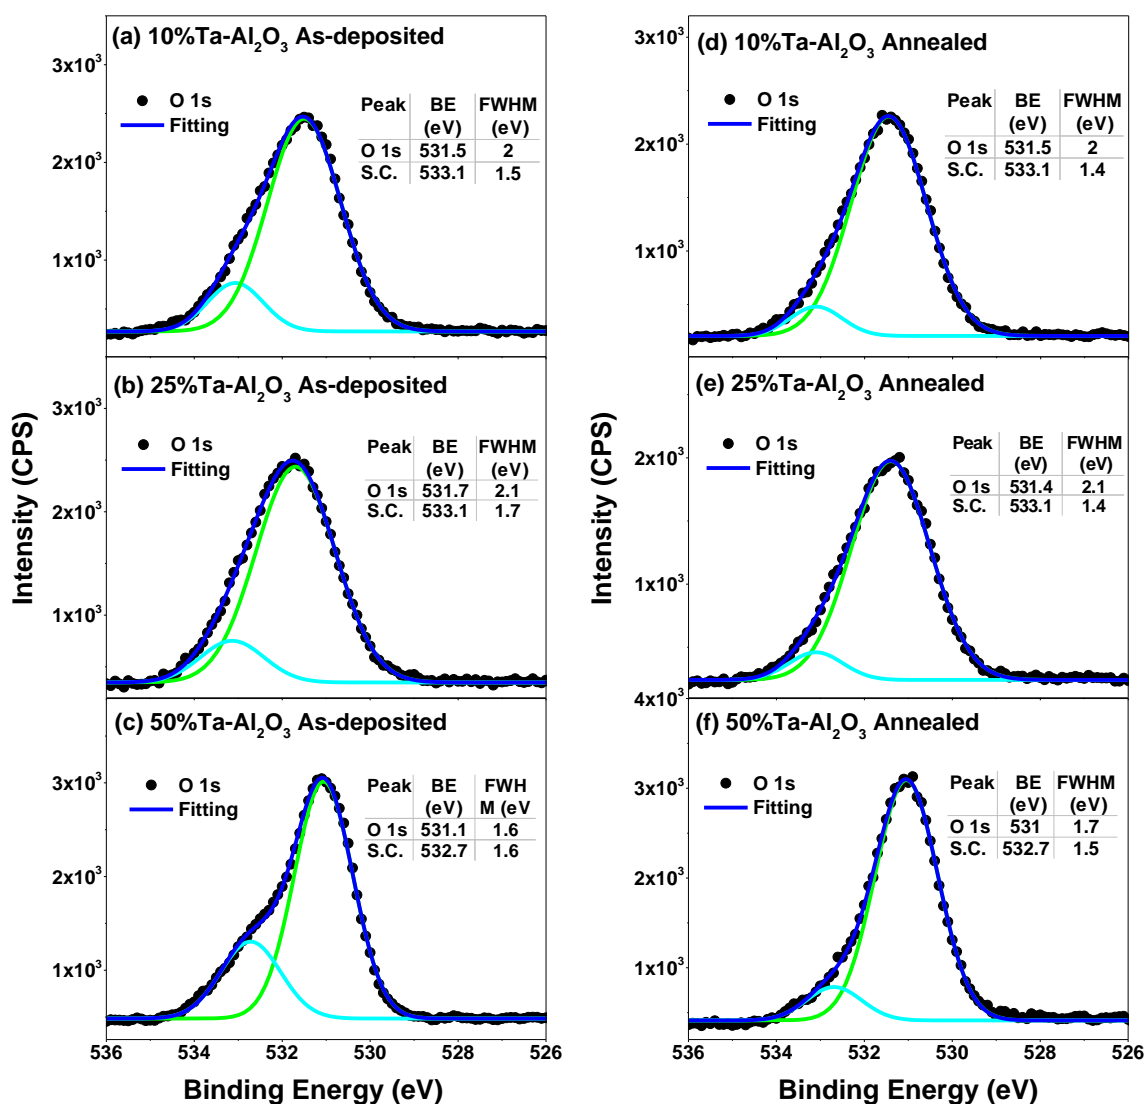 (a) 10%Ta-Al₂O₃ As-deposited
3x10³
2x10³
1x10³
O 1s
Fitting
Peak BE FWHM
(eV) (eV)
O 1s 531.5 2
S.C. 533.1 1.5
(b) 25%Ta-Al₂O₃ As-deposited
3x10³
2x10³
1x10³
O 1s
Fitting
Peak BE FWHM
(eV) (eV)
O 1s 531.7 2.1
S.C. 533.1 1.7
(c) 50%Ta-Al₂O₃ As-deposited
3x10³
2x10³
1x10³
O 1s
Fitting
Peak BE FWH
(eV) M (eV
O 1s 531.1 1.6
S.C. 532.7 1.6
536 534 532 530 528 526
Binding Energy (eV)
Intensity (CPS)
(d) 10%Ta-Al₂O₃ Annealed
3x10³
2x10³
1x10³
O 1s
Fitting
Peak BE FWHM
(eV) (eV)
O 1s 531.5 2
S.C. 533.1 1.4
(e) 25%Ta-Al₂O₃ Annealed
2x10³
1x10³
O 1s
Fitting
Peak BE FWHM
(eV) (eV)
O 1s 531.4 2.1
S.C. 533.1 1.4
(f) 50%Ta-Al₂O₃ Annealed
4x10³
3x10³
2x10³
1x10³
O 1s
Fitting
Peak BE FWHM
(eV) (eV)
O 1s 531 1.7
S.C. 532.7 1.5
536 534 532 530 528 526
Binding Energy (eV)
Intensity (CPS)